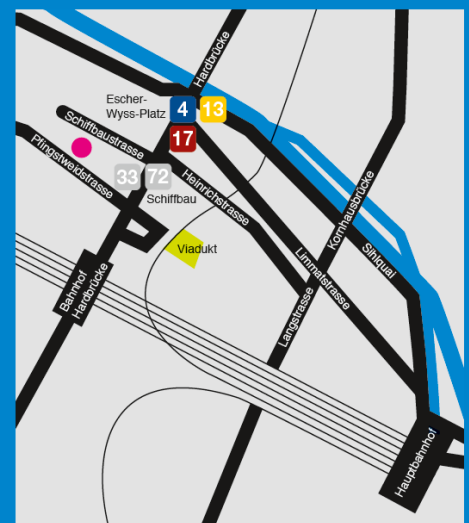 Hardbrücke
Escher-
Wyss-Platz
4
13
17
Schiffbaustrasse
Pfingstweidstrasse
33
72
Schiffbau
Heinrichstrasse
Viadukt
Bahnhof
Hardbrücke
Limmatstrasse
Kornhausbrücke
Sihlquai
Langstrasse
Hauptbahnhof